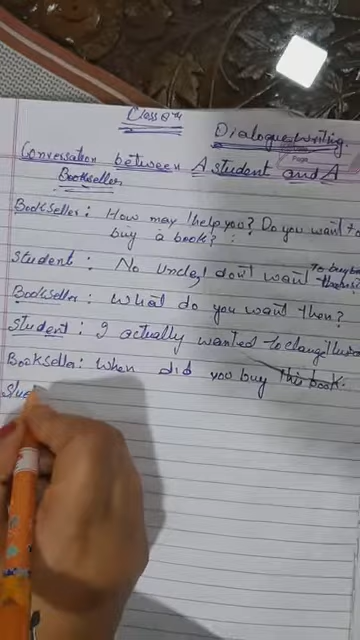 Class 8th
Dialogue writing.
Page
Conversation between A student and A
Bookseller
Bookseller: How may I help you? Do you want to
buy a book?
Student: No Uncle, I don't want To buy
Bookseller: What do you want then?
Student: I actually wanted to change
Bookseller: When did you buy this book.
Stu